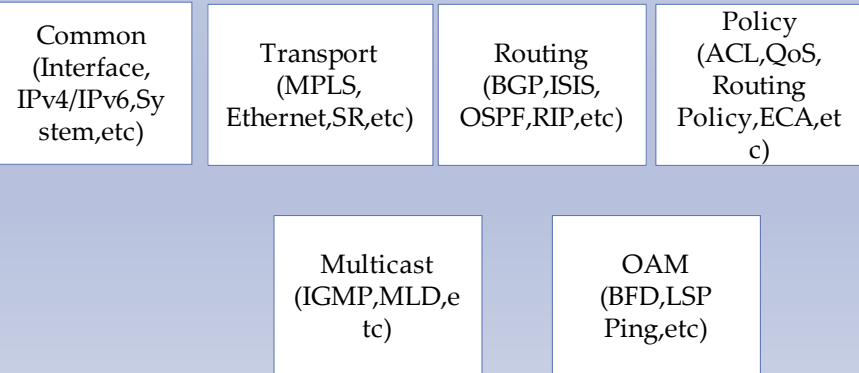 Common
(Interface,
IPv4/IPv6,Sy
stem,etc)
Transport
(MPLS,
Ethernet,SR,etc)
Routing
(BGP,ISIS,
OSPF,RIP,etc)
Policy
(ACL,QoS,
Routing
Policy,ECA,et
c)
Multicast
(IGMP,MLD,e
tc)
OAM
(BFD,LSP
Ping,etc)